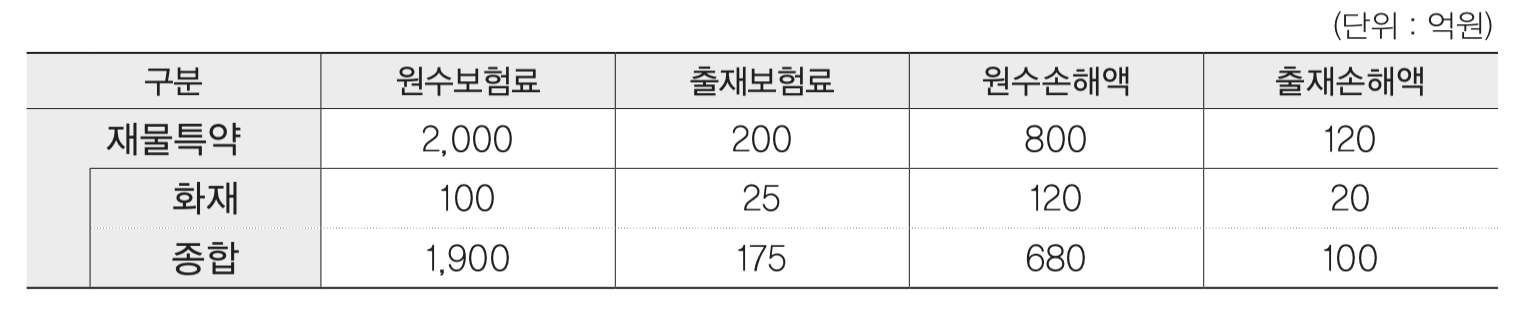 (단위 : 억원)
구분 원수보험료 출재보험료 원수손해액 출재손해액
재물특약 2,000 200 800 120
화재 100 25 120 20
종합 1,900 175 680 100